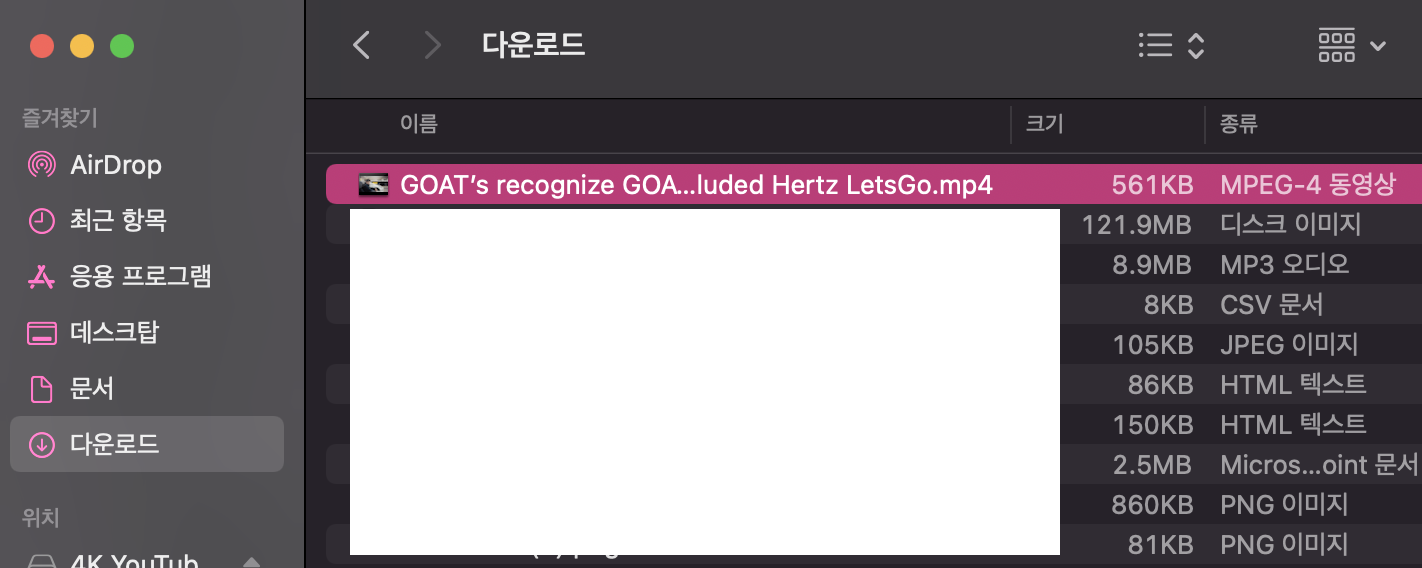 다운로드
즐겨찾기
AirDrop
최근 항목
응용 프로그램
데스크탑
문서
다운로드
위치
4K YouTub
이름 크기 종류
GOAT’s recognize GOA...luded Hertz LetsGo.mp4 561KB MPEG-4 동영상
121.9MB 디스크 이미지
8.9MB MP3 오디오
8KB CSV 문서
105KB JPEG 이미지
86KB HTML 텍스트
150KB HTML 텍스트
2.5MB Micros...oint 문서
860KB PNG 이미지
81KB PNG 이미지